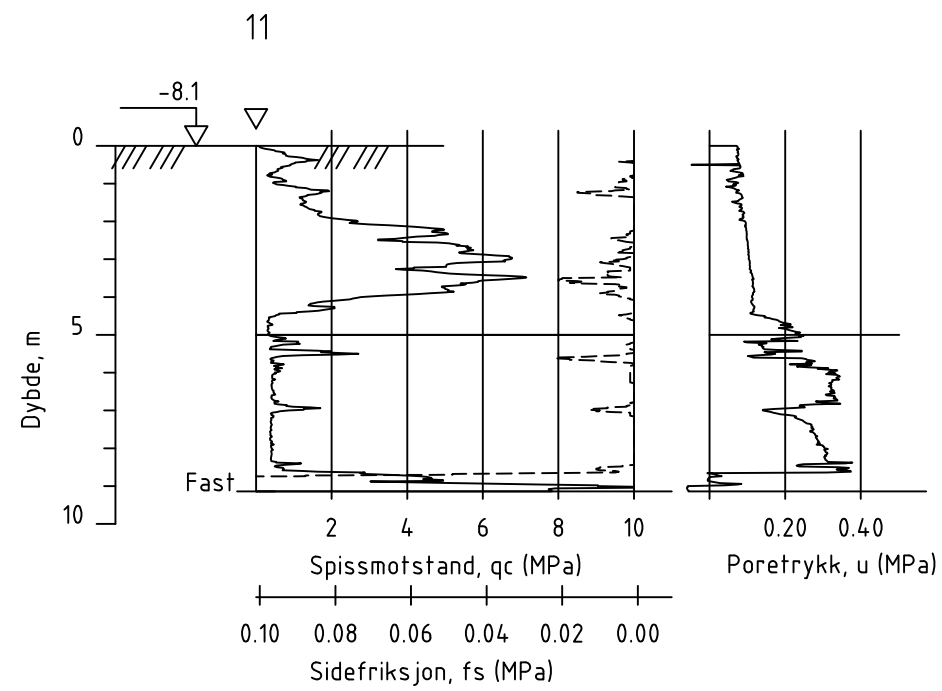 11
-8.1
0
5
Dybde, m
Fast
10
2 4 6 8 10
0.20 0.40
Spissmotstand, qc (MPa)
Poretrykk, u (MPa)
0.10 0.08 0.06 0.04 0.02 0.00
Sidefriksjon, fs (MPa)